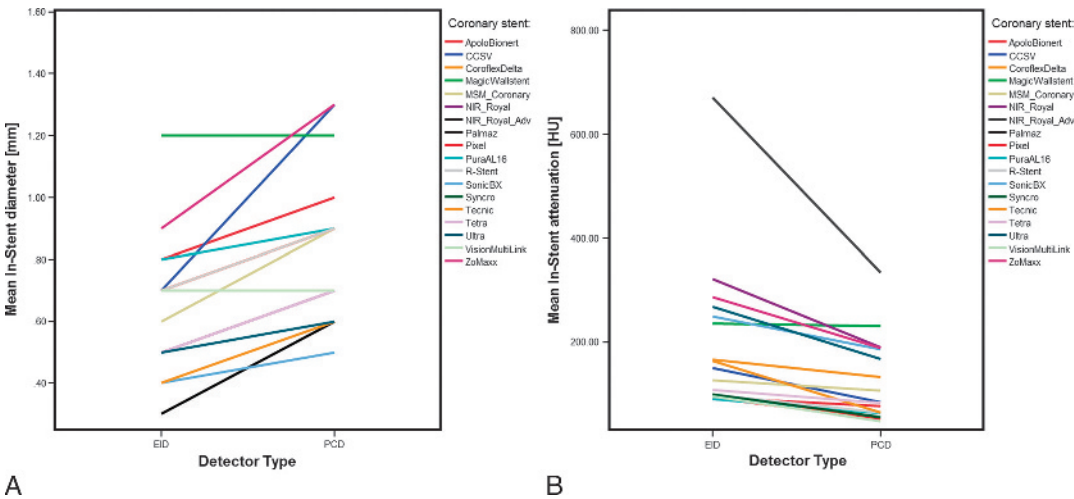 1.60
1.40
1.20
1.00
80
60
40
Mean In-Stent diameter [mm]
EID
PCD
Detector Type
Coronary stent:
ApoloBionert
CCSV
CoroflexDelta
MagicWallstent
MSM_Coronary
NIR_Royal
NIR_Royal_Adv
Palmaz
Pixel
PuraAL16
R-Stent
SonicBX
Syncro
Tecnic
Tetra
Ultra
VisionMultiLink
ZoMaxx
A
800.00
600.00
400.00
200.00
Mean In-Stent attenuation [HU]
EID
PCD
Detector Type
Coronary stent:
ApoloBionert
CCSV
CoroflexDelta
MagicWallstent
MSM_Coronary
NIR_Royal
NIR_Royal_Adv
Palmaz
Pixel
PuraAL16
R-Stent
SonicBX
Syncro
Tecnic
Tetra
Ultra
VisionMultiLink
ZoMaxx
B